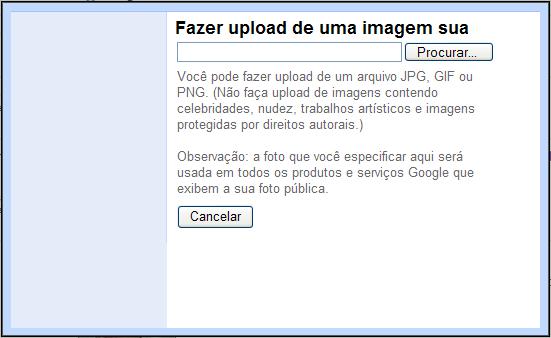 Fazer upload de uma imagem sua
Procurar...
Você pode fazer upload de um arquivo JPG, GIF ou
PNG. (Não faça upload de imagens contendo
celebridades, nudez, trabalhos artísticos e imagens
protegidas por direitos autorais.)
Observação: a foto que você especificar aqui será
usada em todos os produtos e serviços Google que
exibem a sua foto pública.
Cancelar